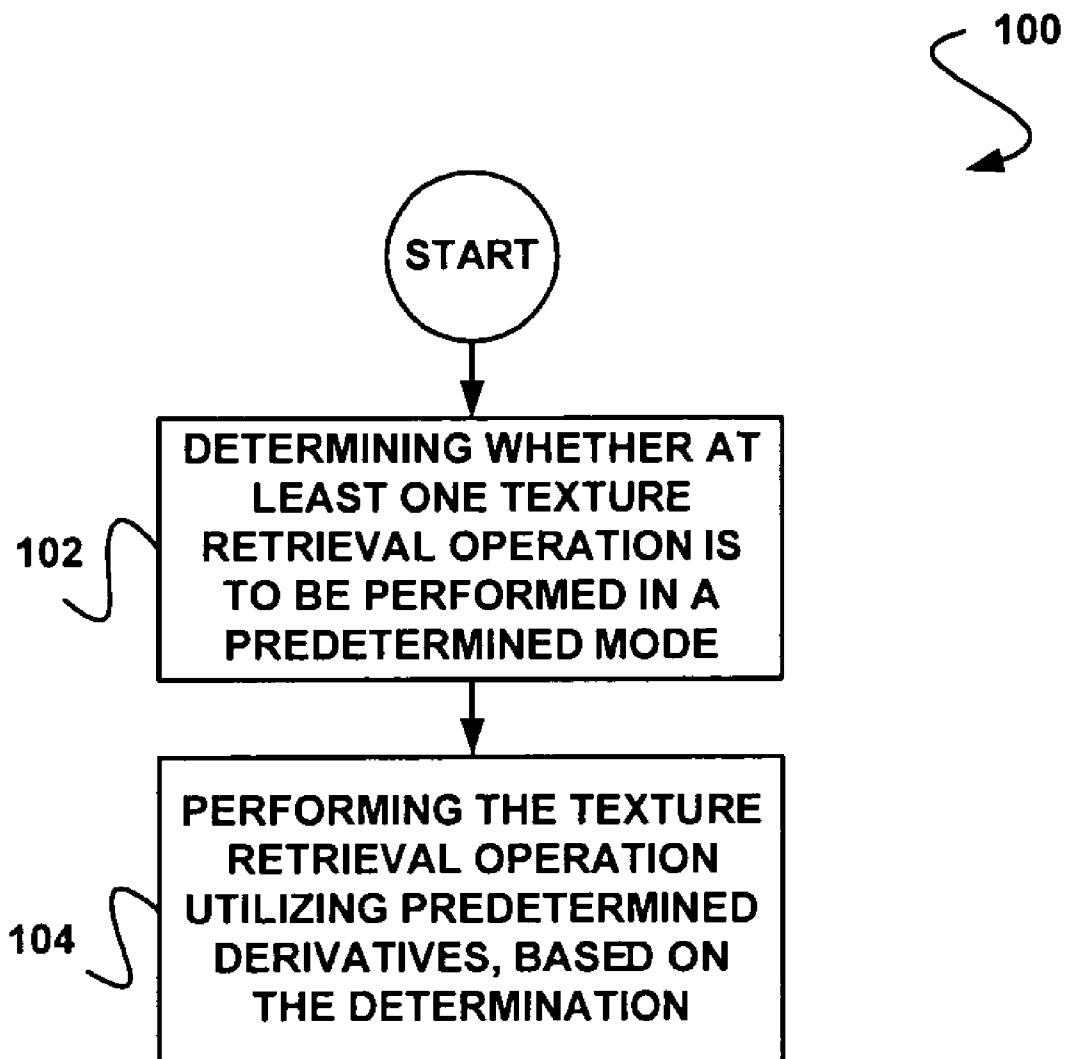 100
START
DETERMINING WHETHER AT
LEAST ONE TEXTURE
RETRIEVAL OPERATION IS
TO BE PERFORMED IN A
PREDETERMINED MODE
102
PERFORMING THE TEXTURE
RETRIEVAL OPERATION
UTILIZING PREDETERMINED
DERIVATIVES, BASED ON
THE DETERMINATION
104